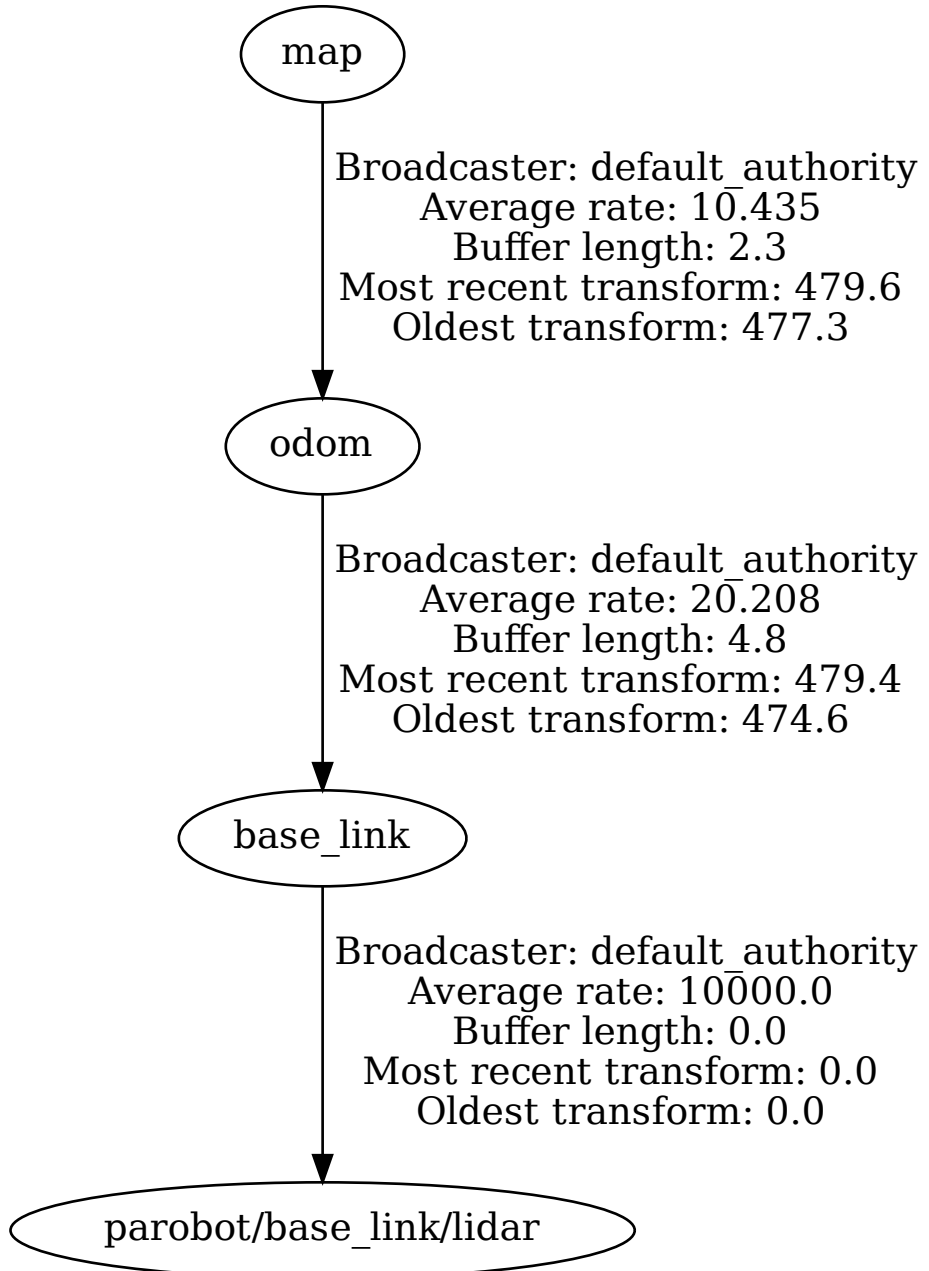 map
Broadcaster: default_authority
Average rate: 10.435
Buffer length: 2.3
Most recent transform: 479.6
Oldest transform: 477.3
odom
Broadcaster: default_authority
Average rate: 20.208
Buffer length: 4.8
Most recent transform: 479.4
Oldest transform: 474.6
base_link
Broadcaster: default_authority
Average rate: 10000.0
Buffer length: 0.0
Most recent transform: 0.0
Oldest transform: 0.0
parobot/base_link/lidar